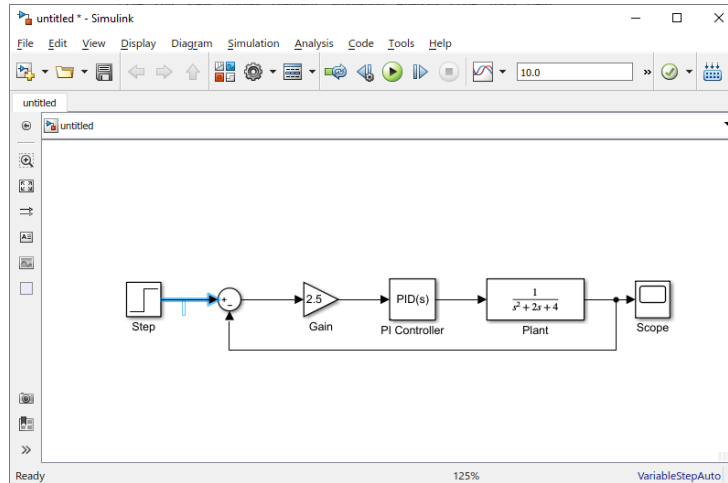 untitled * - Simulink
File Edit View Display Diagram Simulation Analysis Code Tools Help
10.0 »
untitled
untitled
Step
+
-
2.5
Gain
PID(s)
PI Controller
1
s² + 2s + 4
Plant
Scope
»
Ready 125% VariableStepAuto